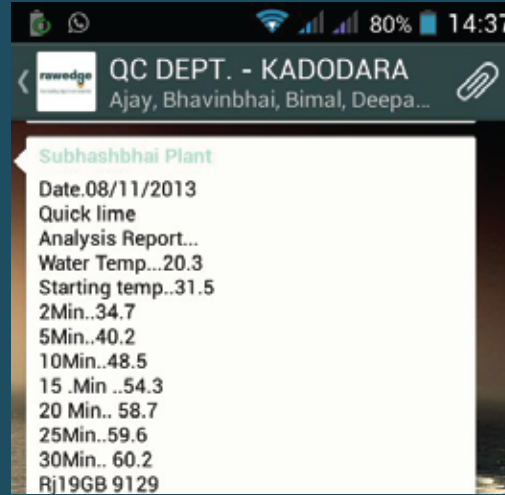 80% 14:37
rawedge
QC DEPT. - KADODARA
Ajay, Bhavinbhai, Bimal, Deepa...
Subhashbhai Plant
Date.08/11/2013
Quick lime
Analysis Report...
Water Temp...20.3
Starting temp..31.5
2Min..34.7
5Min..40.2
10Min..48.5
15 .Min ..54.3
20 Min.. 58.7
25Min..59.6
30Min.. 60.2
Rj19GB 9129